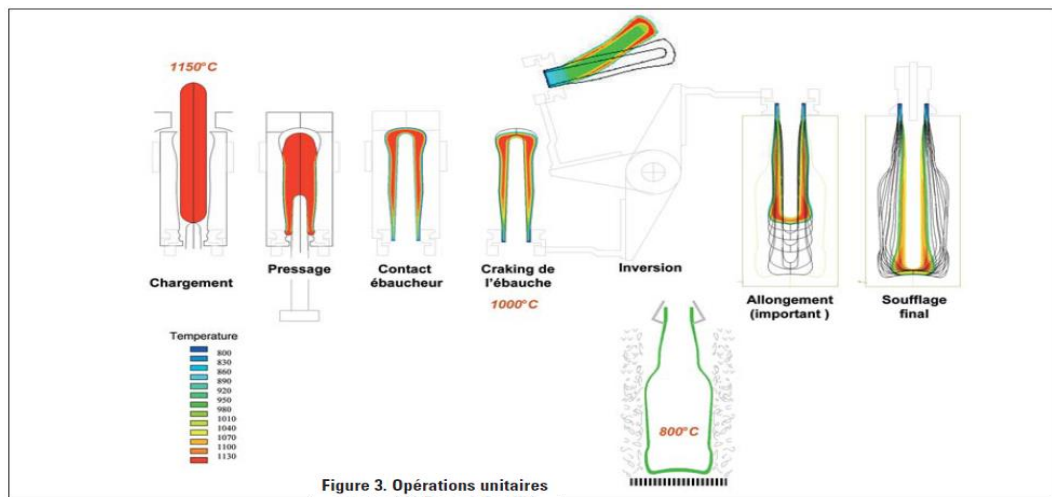 1150°C
Chargement
Pressage
Contact
ébaucheur
Craking de
l'ébauche
1000°C
Inversion
Allongement
(important )
Soufflage
final
Temperature
800
830
860
890
920
950
980
1010
1040
1070
1100
1130
800°C
Figure 3. Opérations unitaires